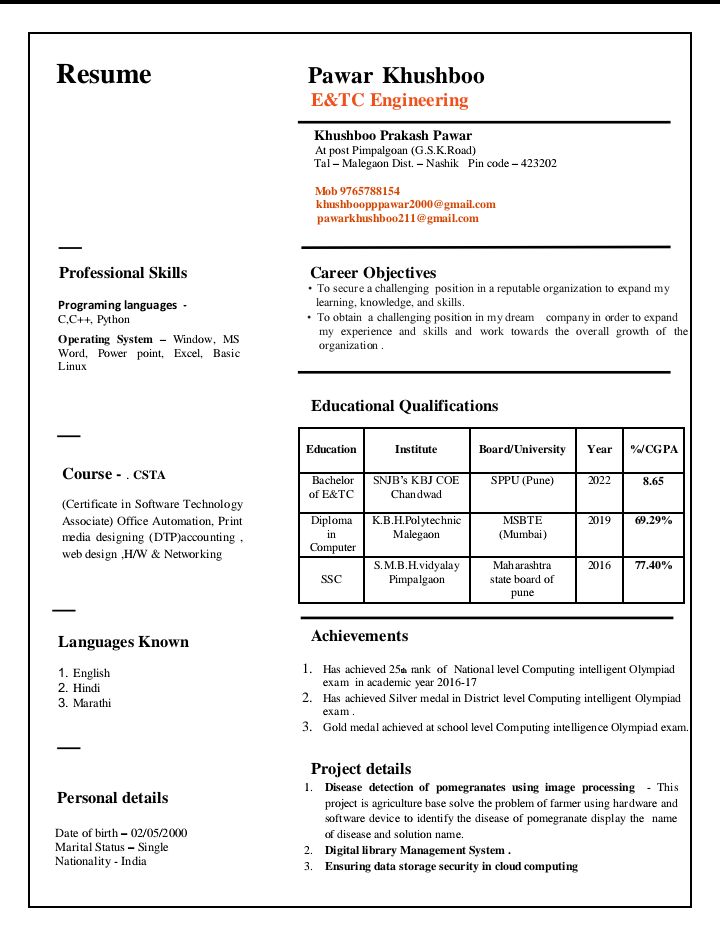 Resume
Pawar Khushboo
E&TC Engineering
Khushboo Prakash Pawar
At post Pimpalgoan (G.S.K.Road)
Tal – Malegaon Dist. – Nashik Pin code – 423202
Mob 9765788154
khushboopppawar2000@gmail.com
pawarkhushboo211@gmail.com
Professional Skills
Programing languages -
C,C++, Python
Operating System – Window, MS
Word, Power point, Excel, Basic
Linux
Career Objectives
• To secure a challenging position in a reputable organization to expand my
learning, knowledge, and skills.
• To obtain a challenging position in my dream company in order to expand
my experience and skills and work towards the overall growth of the
organization .
Course - . CSTA
(Certificate in Software Technology
Associate) Office Automation, Print
media designing (DTP)accounting ,
web design ,H/W & Networking
Educational Qualifications
Education Institute Board/University Year %/CGPA
Bachelor SNJB's KBJ COE SPPU (Pune) 2022 8.65
of E&TC Chandwad
Diploma K.B.H.Polytechnic MSBTE 2019 69.29%
in Malegaon (Mumbai)
Computer
S.M.B.H.vidyalay Maharashtra 2016 77.40%
SSC Pimpalgaon state board of
pune
Languages Known
1. English
2. Hindi
3. Marathi
Achievements
1. Has achieved 25th rank of National level Computing intelligent Olympiad
exam in academic year 2016-17
2. Has achieved Silver medal in District level Computing intelligent Olympiad
exam .
3. Gold medal achieved at school level Computing intelligence Olympiad exam.
Personal details
Date of birth – 02/05/2000
Marital Status – Single
Nationality - India
Project details
1. Disease detection of pomegranates using image processing - This
project is agriculture base solve the problem of farmer using hardware and
software device to identify the disease of pomegranate display the name
of disease and solution name.
2. Digital library Management System .
3. Ensuring data storage security in cloud computing